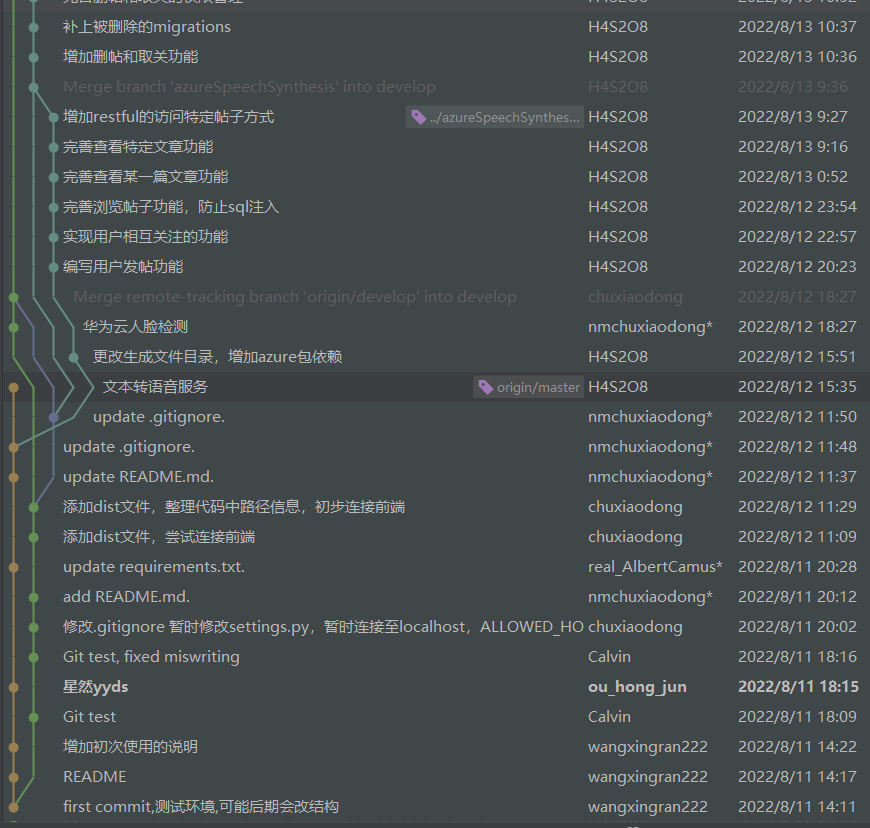 补上被删除的migrations H4S2O8 2022/8/13 10:37
增加删帖和取关功能 H4S2O8 2022/8/13 10:36
Merge branch 'azureSpeechSynthesis' into develop H4S2O8 2022/8/13 9:36
增加restful的访问特定帖子方式 ../azureSpeechSynthes... H4S2O8 2022/8/13 9:27
完善查看特定文章功能 H4S2O8 2022/8/13 9:16
完善查看某一篇文章功能 H4S2O8 2022/8/13 0:52
完善浏览帖子功能，防止sql注入 H4S2O8 2022/8/12 23:54
实现用户相互关注的功能 H4S2O8 2022/8/12 22:57
编写用户发帖功能 H4S2O8 2022/8/12 20:23
Merge remote-tracking branch 'origin/develop' into develop chuxiaodong 2022/8/12 18:27
华为云人脸检测 nmchuxiaodong* 2022/8/12 18:27
更改生成文件目录，增加azure包依赖 H4S2O8 2022/8/12 15:51
文本转语音服务 origin/master H4S2O8 2022/8/12 15:35
update .gitignore. nmchuxiaodong* 2022/8/12 11:50
update .gitignore. nmchuxiaodong* 2022/8/12 11:48
update README.md. nmchuxiaodong* 2022/8/12 11:37
添加dist文件，整理代码中路径信息，初步连接前端 chuxiaodong 2022/8/12 11:29
添加dist文件，尝试连接前端 chuxiaodong 2022/8/12 11:09
update requirements.txt. real_AlbertCamus* 2022/8/11 20:28
add README.md. nmchuxiaodong* 2022/8/11 20:12
修改.gitignore 暂时修改settings.py，暂时连接至localhost，ALLOWED_HO chuxiaodong 2022/8/11 20:02
Git test, fixed miswriting Calvin 2022/8/11 18:16
星然yyds ou_hong_jun 2022/8/11 18:15
Git test Calvin 2022/8/11 18:09
增加初次使用的说明 wangxingran222 2022/8/11 14:22
README wangxingran222 2022/8/11 14:17
first commit,测试环境,可能后期会改结构 wangxingran222 2022/8/11 14:11